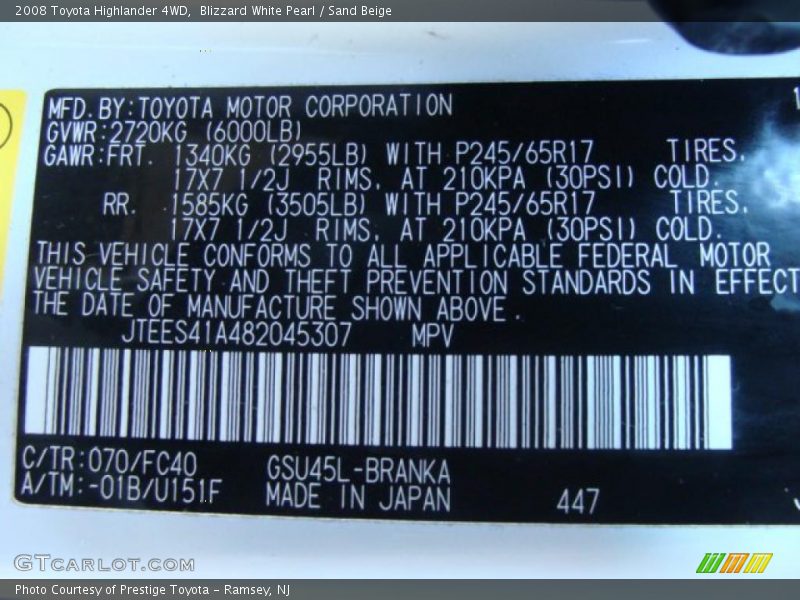 2008 Toyota Highlander 4WD,  Blizzard White Pearl / Sand Beige
MFD. BY: TOYOTA MOTOR CORPORATION
GVWR: 2720KG (6000LB)
GAWR: FRT. 1340KG (2955LB) WITH P245/65R17 TIRES,
17X7 1/2J RIMS, AT 210KPA (30PSI) COLD.
RR. 1585KG (3505LB) WITH P245/65R17 TIRES,
17X7 1/2J RIMS, AT 210KPA (30PSI) COLD.
THIS VEHICLE CONFORMS TO ALL APPLICABLE FEDERAL MOTOR
VEHICLE SAFETY AND THEFT PREVENTION STANDARDS IN EFFECT
THE DATE OF MANUFACTURE SHOWN ABOVE.
JTEES41A482045307 MPV
C/TR: 070/FC40 GSU45L-BRANKA
A/TM: -01B/U151F MADE IN JAPAN 447
GTCARLOT.COM
Photo Courtesy of Prestige Toyota - Ramsey, NJ